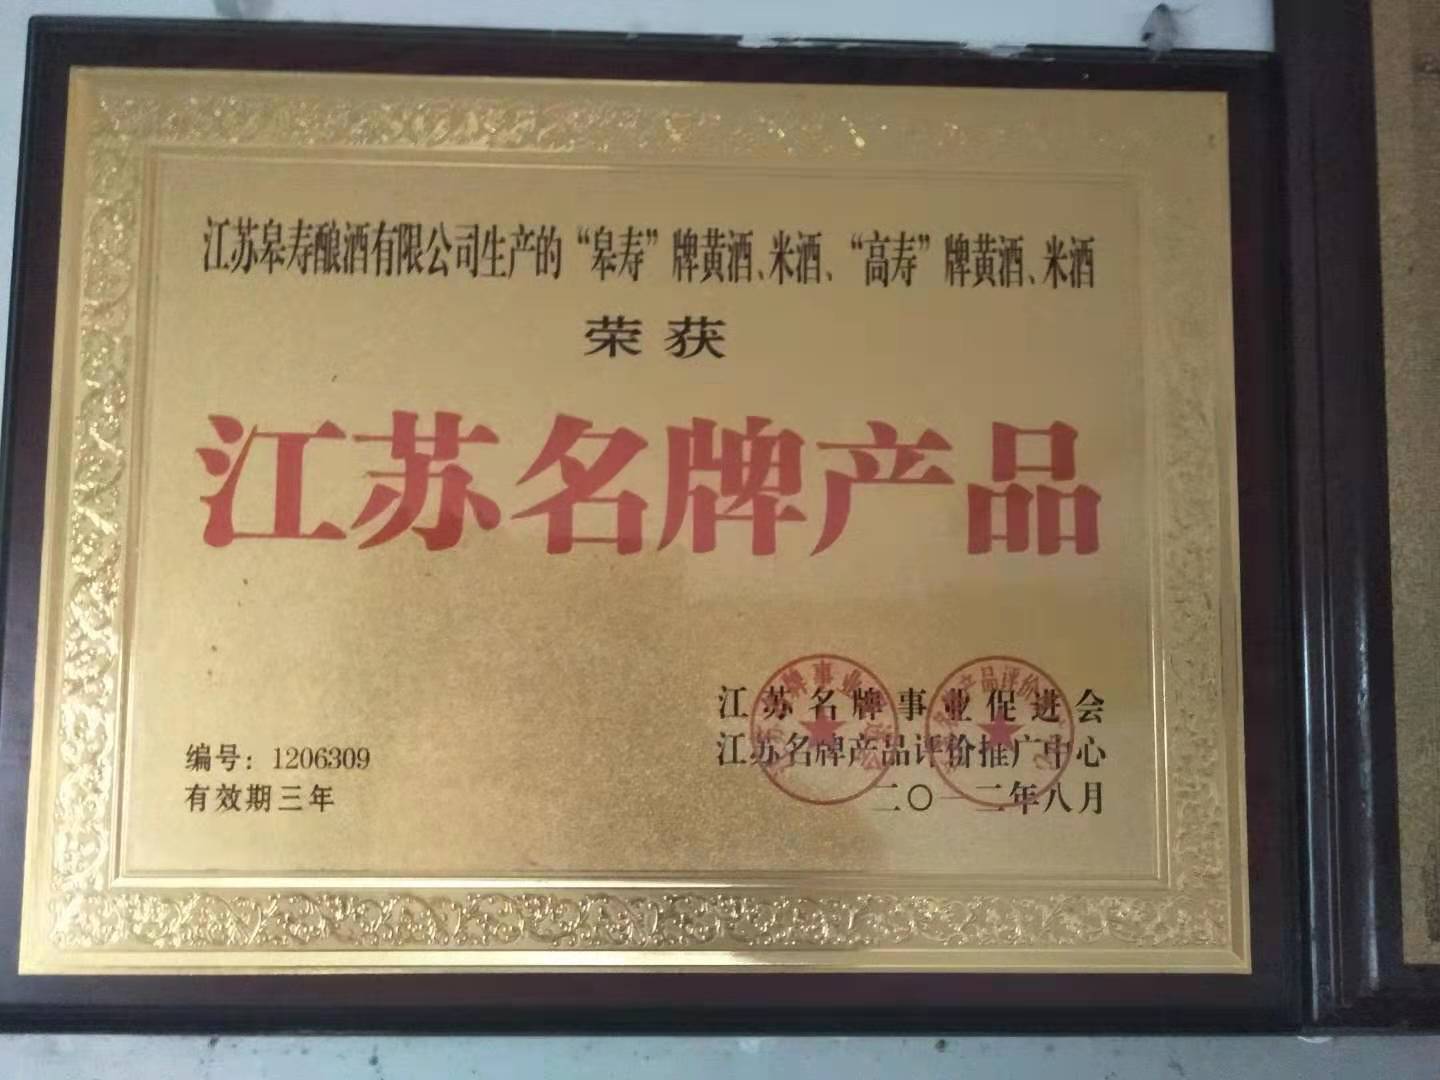 江苏皋寿酿酒有限公司生产的“皋寿”牌黄酒、米酒、“高寿”牌黄酒、米酒
荣获
江苏名牌产品
江苏名牌事业促进会
江苏名牌产品评价推广中心
二〇一二年八月
编号：1206309
有效期三年